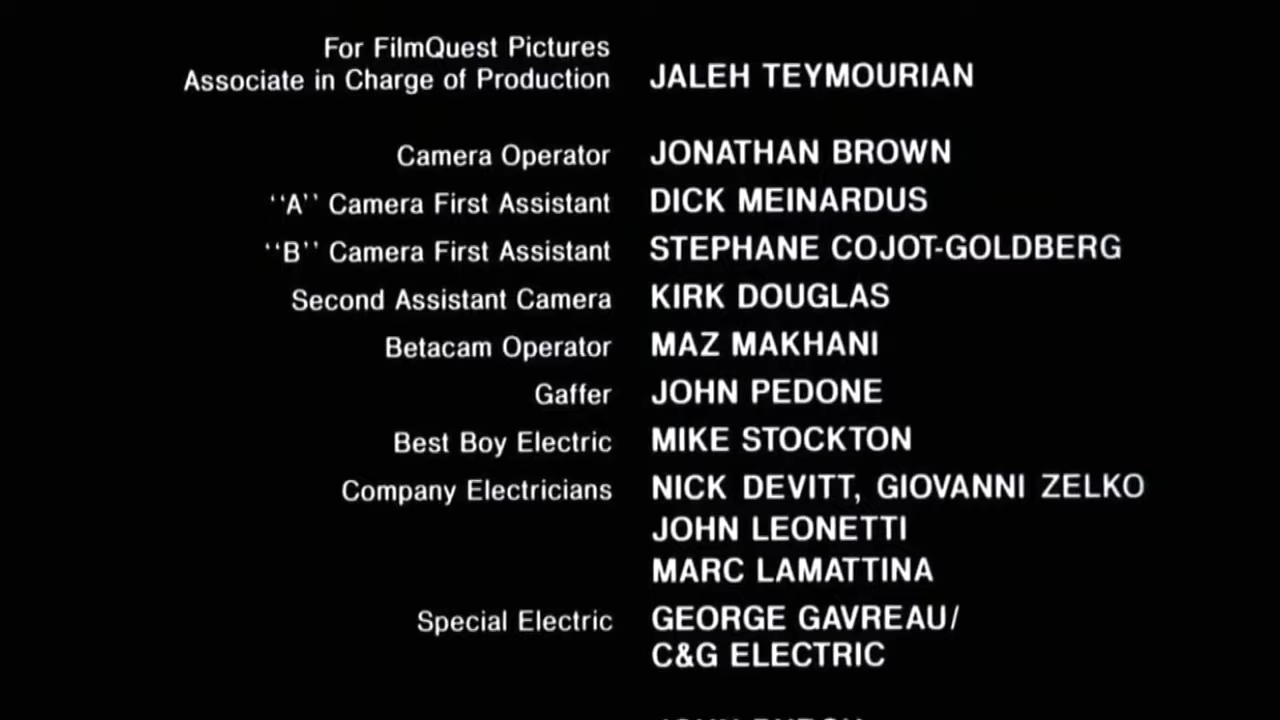 For FilmQuest Pictures
Associate in Charge of Production JALEH TEYMOURIAN
Camera Operator JONATHAN BROWN
‘‘A’’ Camera First Assistant DICK MEINARDUS
‘‘B’’ Camera First Assistant STEPHANE COJOT-GOLDBERG
Second Assistant Camera KIRK DOUGLAS
Betacam Operator MAZ MAKHANI
Gaffer JOHN PEDONE
Best Boy Electric MIKE STOCKTON
Company Electricians NICK DEVITT, GIOVANNI ZELKO
JOHN LEONETTI
MARC LAMATTINA
Special Electric GEORGE GAVREAU/
C&G ELECTRIC